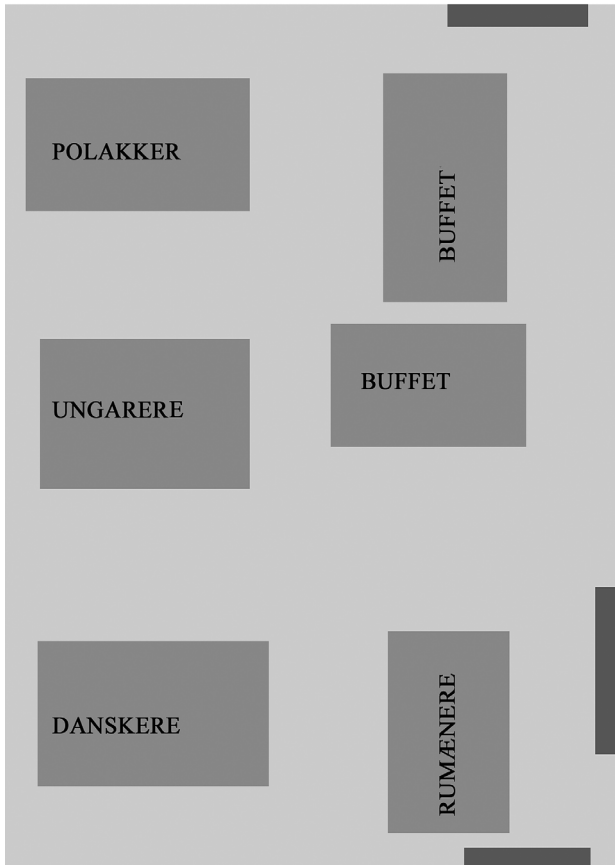 POLAKKER
BUFFET
BUFFET
UNGARERE
DANSKERE
RUMÆNERE